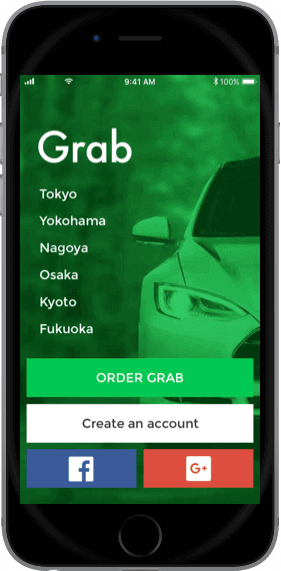 9:41 AM
100%
Grab
Tokyo
Yokohama
Nagoya
Osaka
Kyoto
Fukuoka
ORDER GRAB
Create an account
f
G+